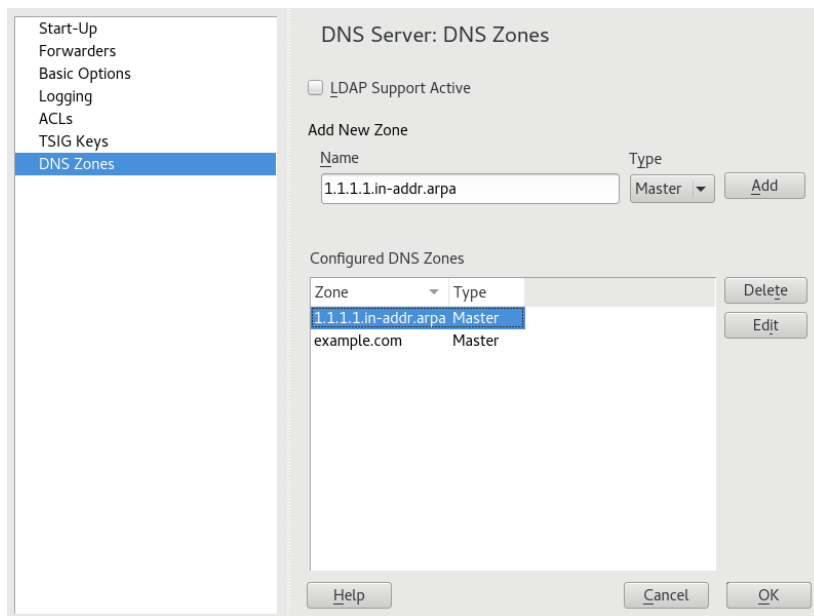 Start-Up
Forwarders
Basic Options
Logging
ACLs
TSIG Keys
DNS Zones
DNS Server: DNS Zones
LDAP Support Active
Add New Zone
Name Type
1.1.1.1.in-addr.arpa Master Add
Configured DNS Zones
Zone Type Delete
1.1.1.1.in-addr.arpa Master Edit
example.com Master
Help Cancel OK